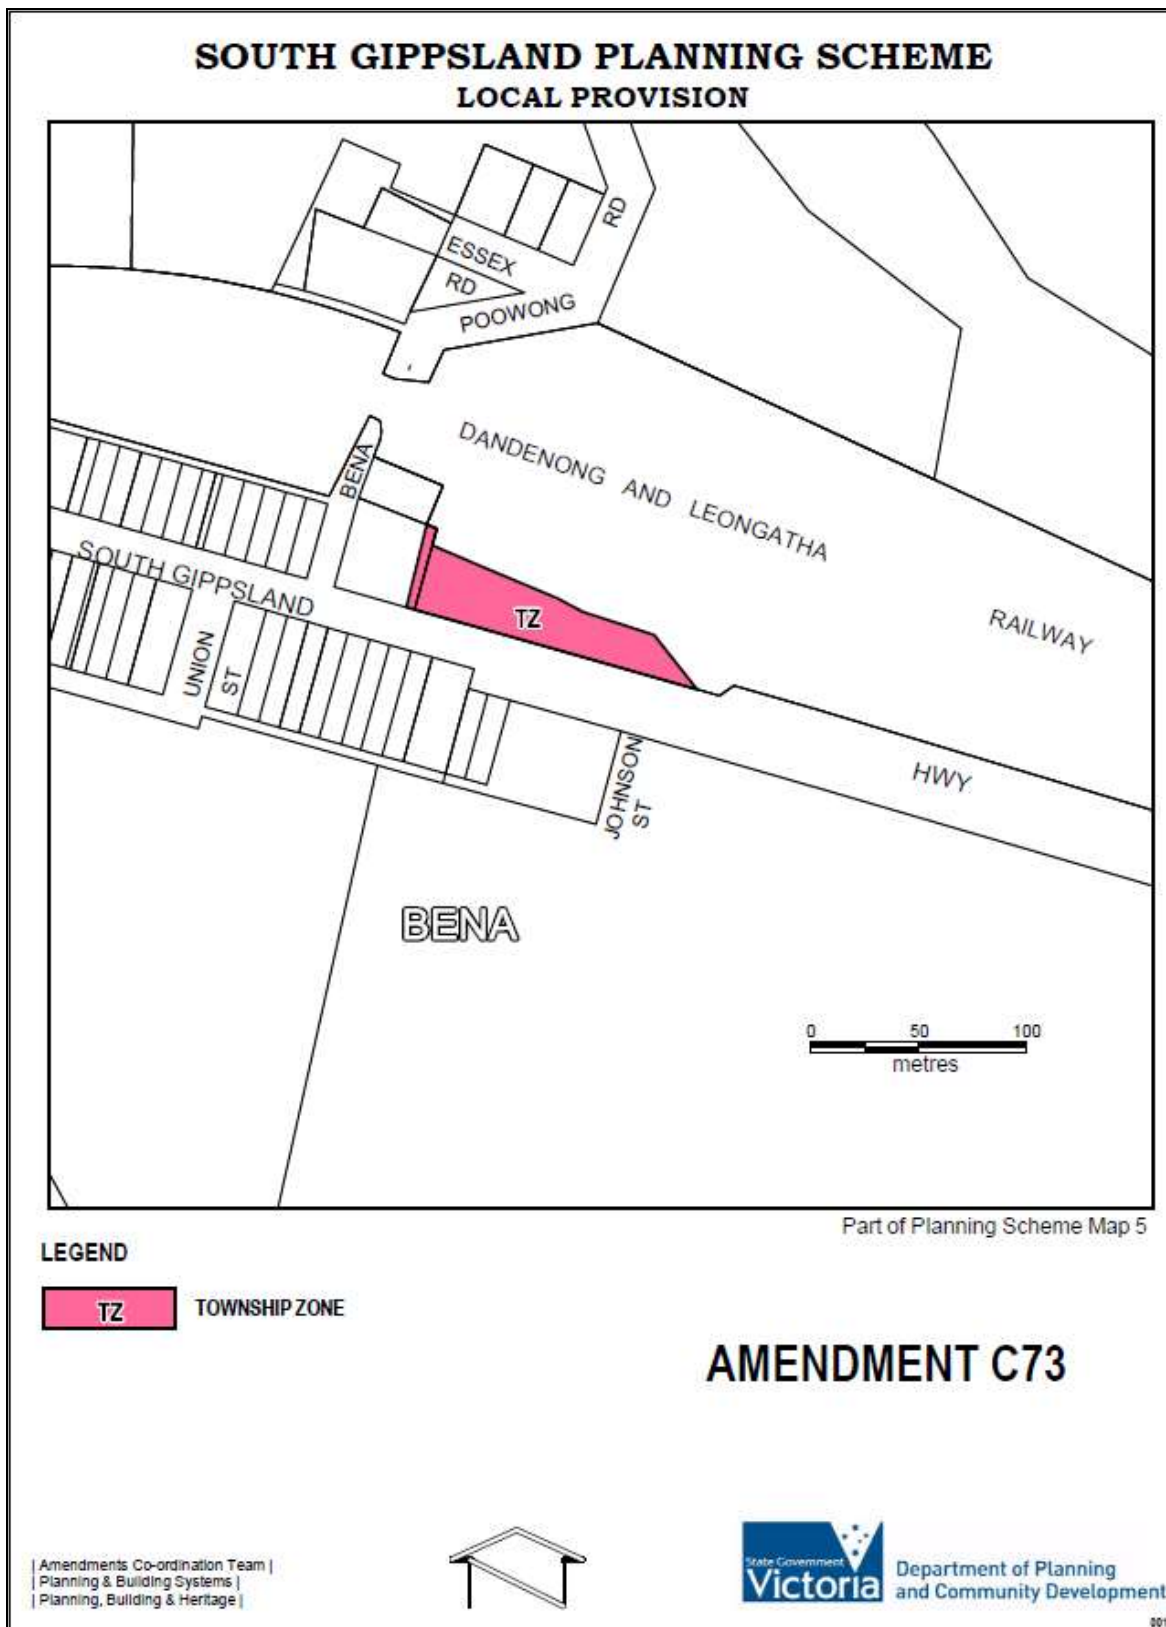 SOUTH GIPPSLAND PLANNING SCHEME
LOCAL PROVISION
RD
ESSEX
RD
POOWONG
DANDENONG AND LEONGATHA
RAILWAY
BENA
SOUTH GIPPSLAND
TZ
UNION
ST
JOHNSON
ST
HWY
BENA
0 50 100
metres
Part of Planning Scheme Map 5
LEGEND
TZ TOWNSHIP ZONE
AMENDMENT C73
| Amendments Co-ordination Team |
| Planning & Building Systems |
| Planning, Building & Heritage |
State Government
Victoria
Department of Planning
and Community Development
001